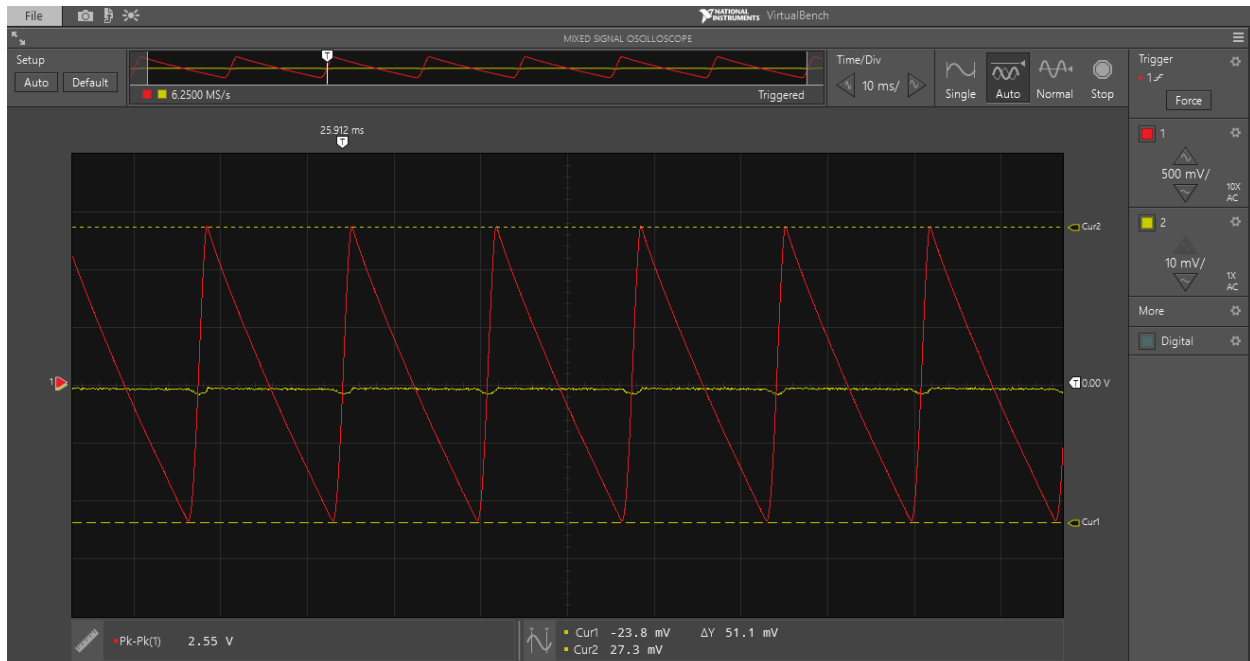 File
NATIONAL INSTRUMENTS VirtualBench
MIXED SIGNAL OSCILLOSCOPE
Setup
Auto Default
T
6.2500 MS/s Triggered
Time/Div
10 ms/
Single Auto Normal Stop
Trigger
1
Force
25.912 ms
T
1
500 mV/
10X
AC
2
10 mV/
1X
AC
More
Digital
Cur2
1
T 0.00 V
Cur1
Pk-Pk(1) 2.55 V
Cur1 -23.8 mV ΔY 51.1 mV
Cur2 27.3 mV